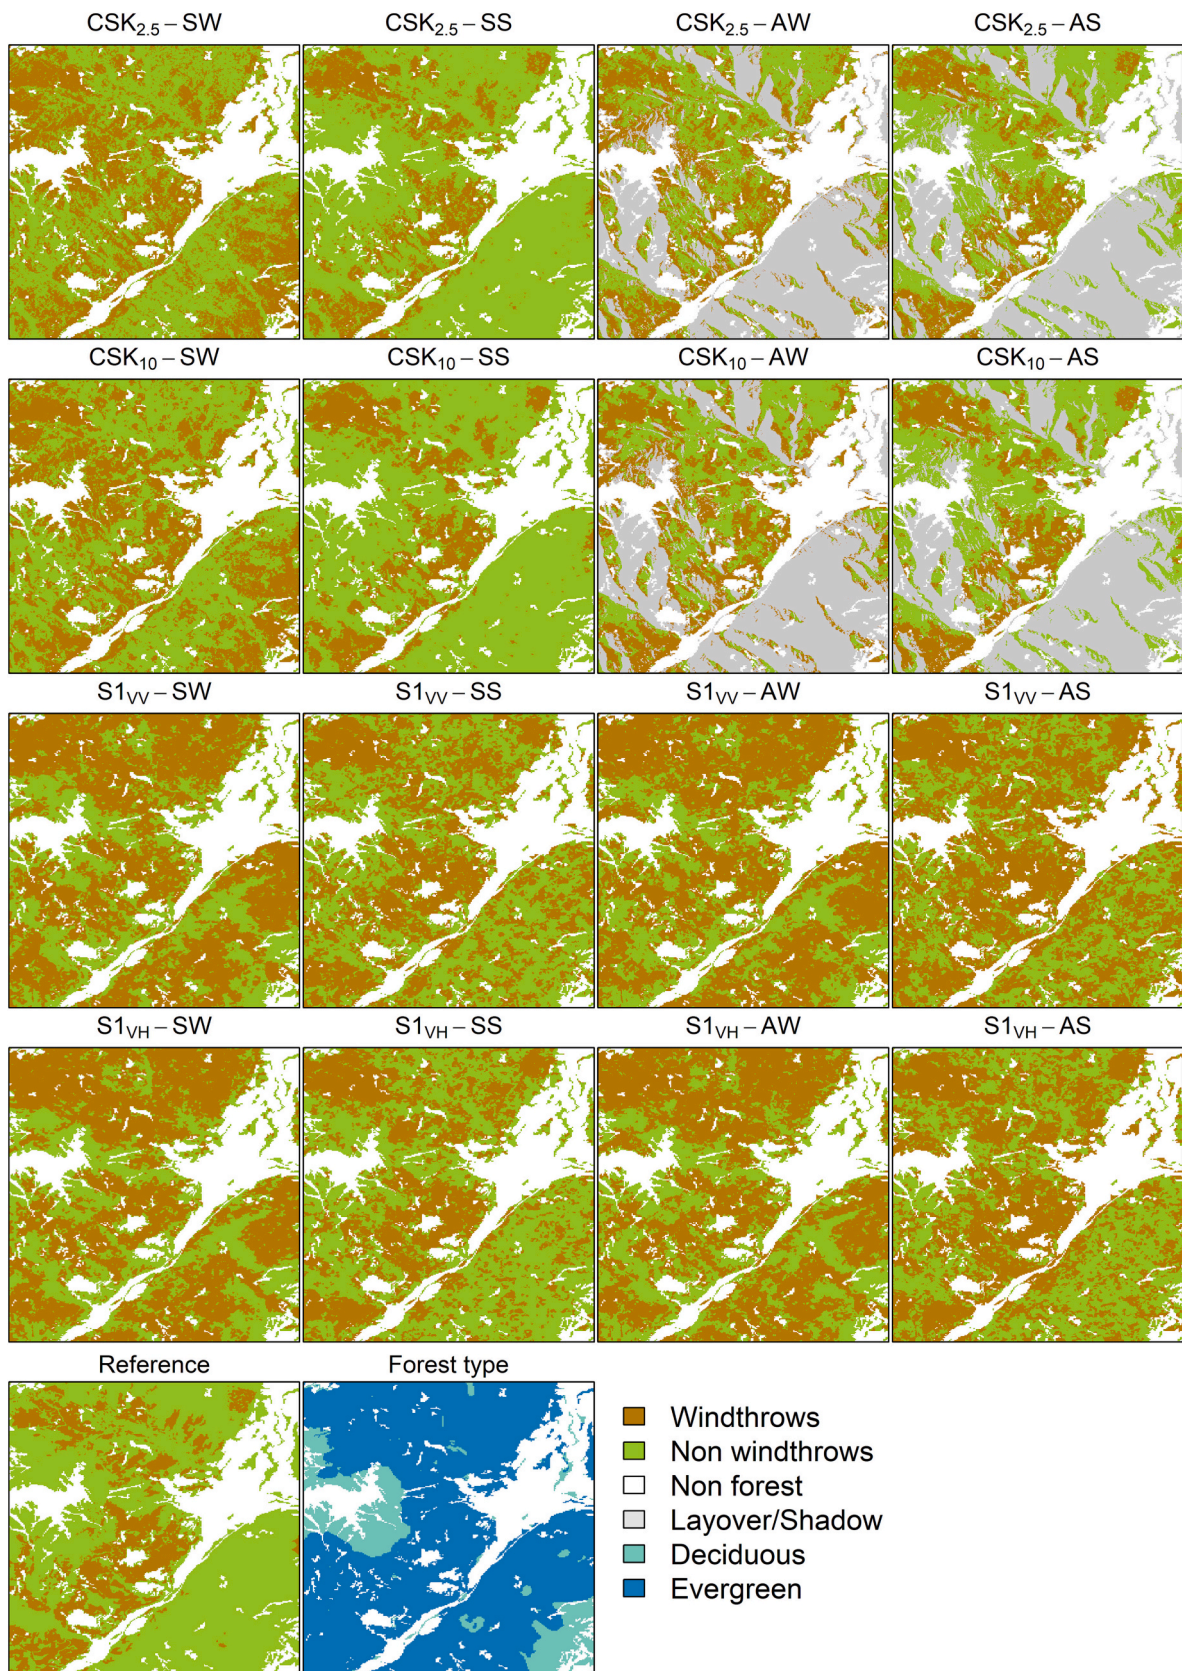 CSK2.5 – SW CSK2.5 – SS CSK2.5 – AW CSK2.5 – AS
CSK10 – SW CSK10 – SS CSK10 – AW CSK10 – AS
S1VV – SW S1VV – SS S1VV – AW S1VV – AS
S1VH – SW S1VH – SS S1VH – AW S1VH – AS
Reference Forest type
Windthrows
Non windthrows
Non forest
Layover/Shadow
Deciduous
Evergreen